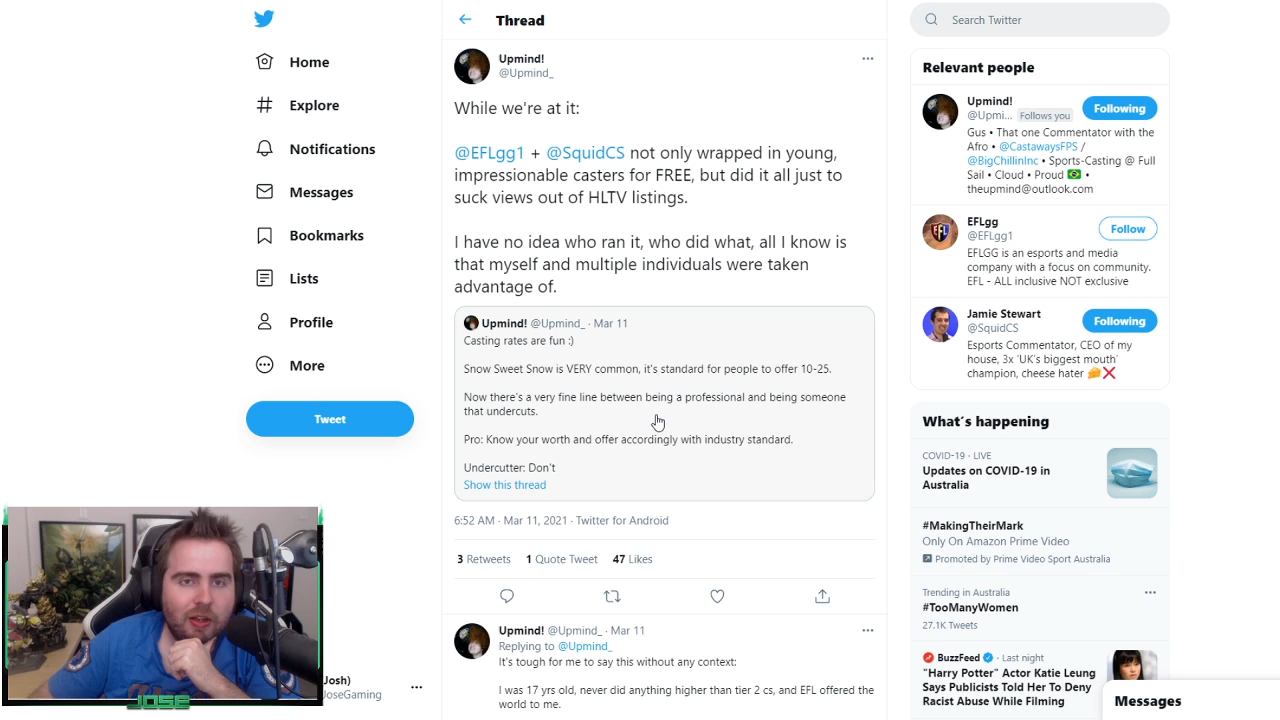 Home
Explore
Notifications
Messages
Bookmarks
Lists
Profile
More
Tweet
Josh)
JoseGaming
JOSE
Thread
Upmind!
@Upmind_
While we're at it:
@EFLgg1 + @SquidCS not only wrapped in young,
impressionable casters for FREE, but did it all just to
suck views out of HLTV listings.
I have no idea who ran it, who did what, all I know is
that myself and multiple individuals were taken
advantage of.
Upmind! @Upmind_ · Mar 11
Casting rates are fun :)
Snow Sweet Snow is VERY common, it's standard for people to offer 10-25.
Now there's a very fine line between being a professional and being someone
that undercuts.
Pro: Know your worth and offer accordingly with industry standard.
Undercutter: Don't
Show this thread
6:52 AM · Mar 11, 2021 · Twitter for Android
3 Retweets 1 Quote Tweet 47 Likes
Upmind! @Upmind_ · Mar 11
Replying to @Upmind_
It's tough for me to say this without any context:
I was 17 yrs old, never did anything higher than tier 2 cs, and EFL offered the
world to me.
Search Twitter
Relevant people
Upmind!
@Upmi... Follows you
Following
Gus • That one Commentator with the
Afro • @CastawaysFPS /
@BigChillinInc • Sports-Casting @ Full
Sail • Cloud • Proud 🇧🇷 •
theupmind@outlook.com
EFLgg
@EFLgg1
Follow
EFLGG is an esports and media
company with a focus on community.
EFL - ALL inclusive NOT exclusive
Jamie Stewart
@SquidCS
Following
Esports Commentator, CEO of my
house, 3x 'UK's biggest mouth'
champion, cheese hater 🧀❌
What's happening
COVID-19 · LIVE
Updates on COVID-19 in
Australia
#MakingTheirMark
Only On Amazon Prime Video
Promoted by Prime Video Sport Australia
Trending in Australia
#TooManyWomen
27.1K Tweets
BuzzFeed · Last night
"Harry Potter" Actor Katie Leung
Says Publicists Told Her To Deny
Racist Abuse While Filming
Messages